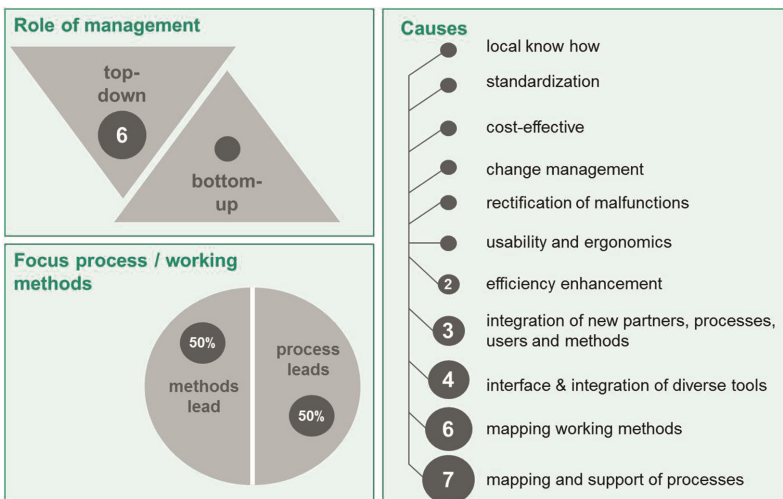 Role of management
top-
down
6
bottom-
up
Focus process / working
methods
50%
methods
lead
process
leads
50%
Causes
local know how
standardization
cost-effective
change management
rectification of malfunctions
usability and ergonomics
2 efficiency enhancement
3 integration of new partners, processes,
users and methods
4 interface & integration of diverse tools
6 mapping working methods
7 mapping and support of processes